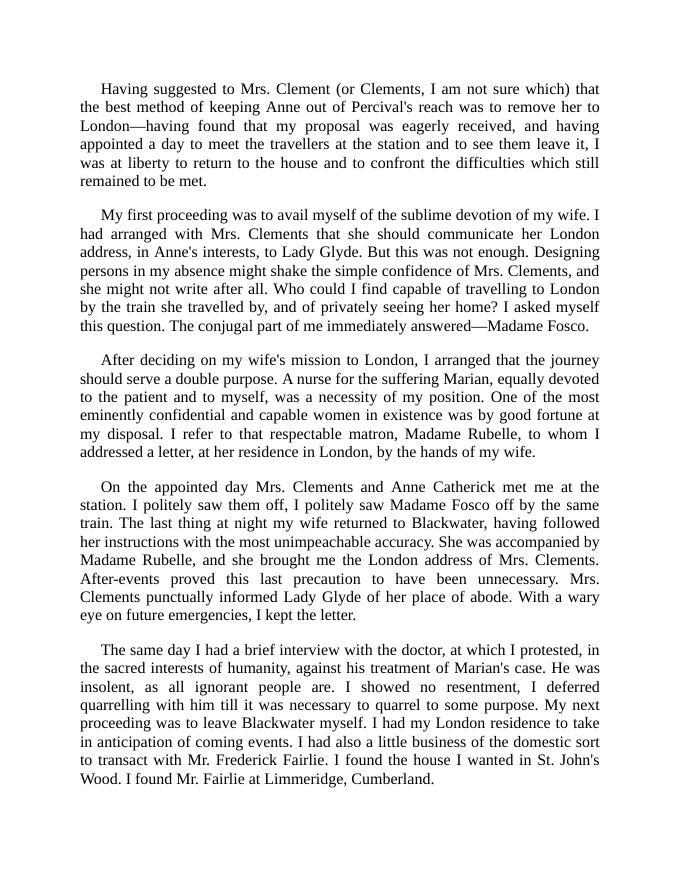 Having suggested to Mrs. Clement (or Clements, I am not sure which) that
the best method of keeping Anne out of Percival's reach was to remove her to
London—having found that my proposal was eagerly received, and having
appointed a day to meet the travellers at the station and to see them leave it, I
was at liberty to return to the house and to confront the difficulties which still
remained to be met.
My first proceeding was to avail myself of the sublime devotion of my wife. I
had arranged with Mrs. Clements that she should communicate her London
address, in Anne's interests, to Lady Glyde. But this was not enough. Designing
persons in my absence might shake the simple confidence of Mrs. Clements, and
she might not write after all. Who could I find capable of travelling to London
by the train she travelled by, and of privately seeing her home? I asked myself
this question. The conjugal part of me immediately answered—Madame Fosco.
After deciding on my wife's mission to London, I arranged that the journey
should serve a double purpose. A nurse for the suffering Marian, equally devoted
to the patient and to myself, was a necessity of my position. One of the most
eminently confidential and capable women in existence was by good fortune at
my disposal. I refer to that respectable matron, Madame Rubelle, to whom I
addressed a letter, at her residence in London, by the hands of my wife.
On the appointed day Mrs. Clements and Anne Catherick met me at the
station. I politely saw them off, I politely saw Madame Fosco off by the same
train. The last thing at night my wife returned to Blackwater, having followed
her instructions with the most unimpeachable accuracy. She was accompanied by
Madame Rubelle, and she brought me the London address of Mrs. Clements.
After-events proved this last precaution to have been unnecessary. Mrs.
Clements punctually informed Lady Glyde of her place of abode. With a wary
eye on future emergencies, I kept the letter.
The same day I had a brief interview with the doctor, at which I protested, in
the sacred interests of humanity, against his treatment of Marian's case. He was
insolent, as all ignorant people are. I showed no resentment, I deferred
quarrelling with him till it was necessary to quarrel to some purpose. My next
proceeding was to leave Blackwater myself. I had my London residence to take
in anticipation of coming events. I had also a little business of the domestic sort
to transact with Mr. Frederick Fairlie. I found the house I wanted in St. John's
Wood. I found Mr. Fairlie at Limmeridge, Cumberland.